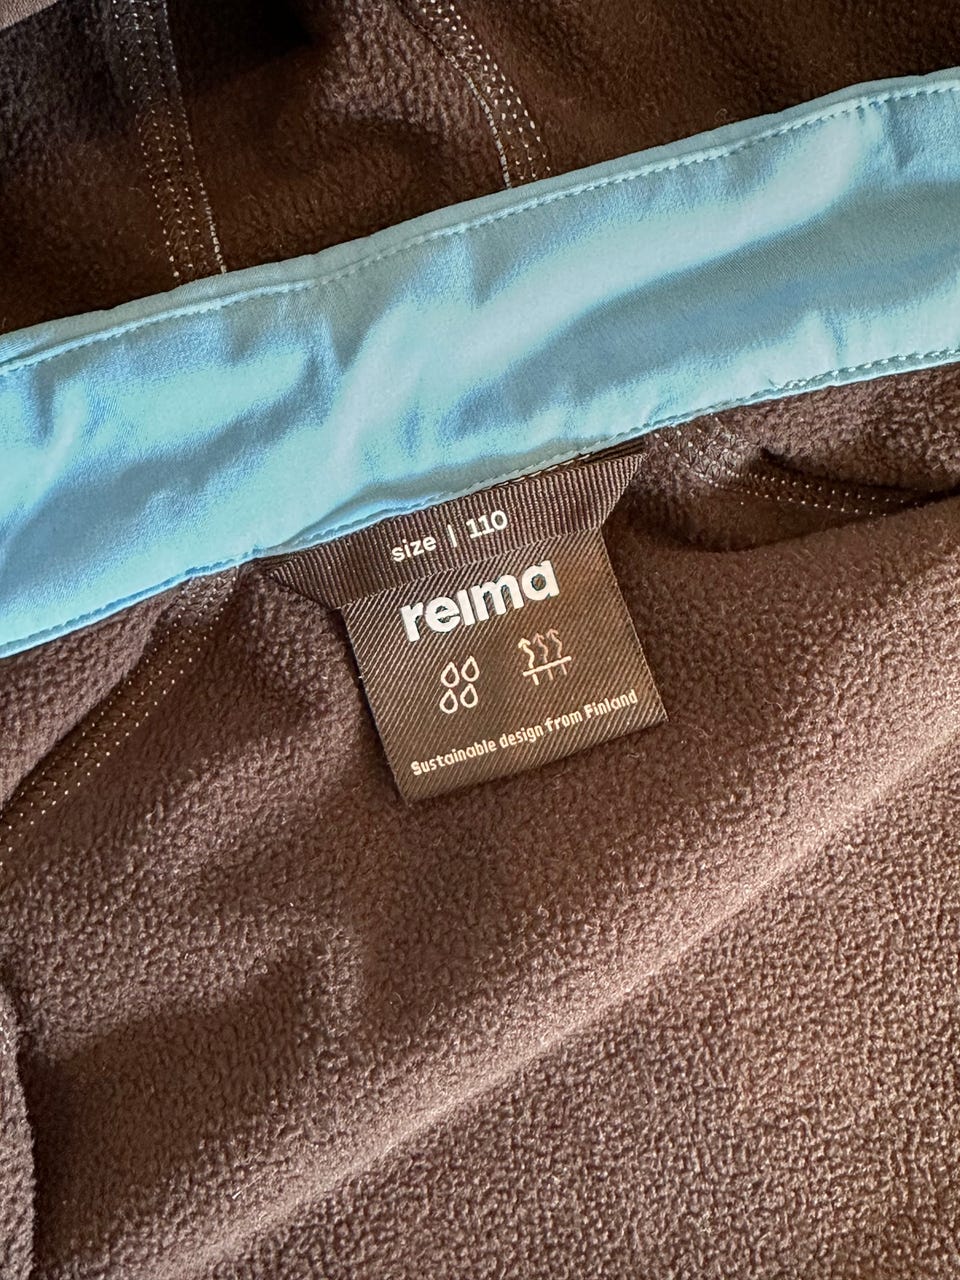 size | 110
reima
Sustainable design from Finland